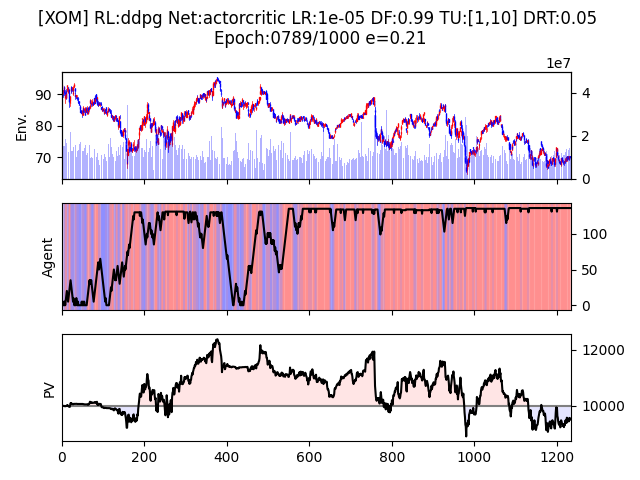 [XOM] RL:ddpg Net:actorcritic LR:1e-05 DF:0.99 TU:[1,10] DRT:0.05
Epoch:0789/1000 e=0.21
1e7
Env.
90
80
70
4
2
0
Agent
100
50
0
PV
12000
10000
0 200 400 600 800 1000 1200